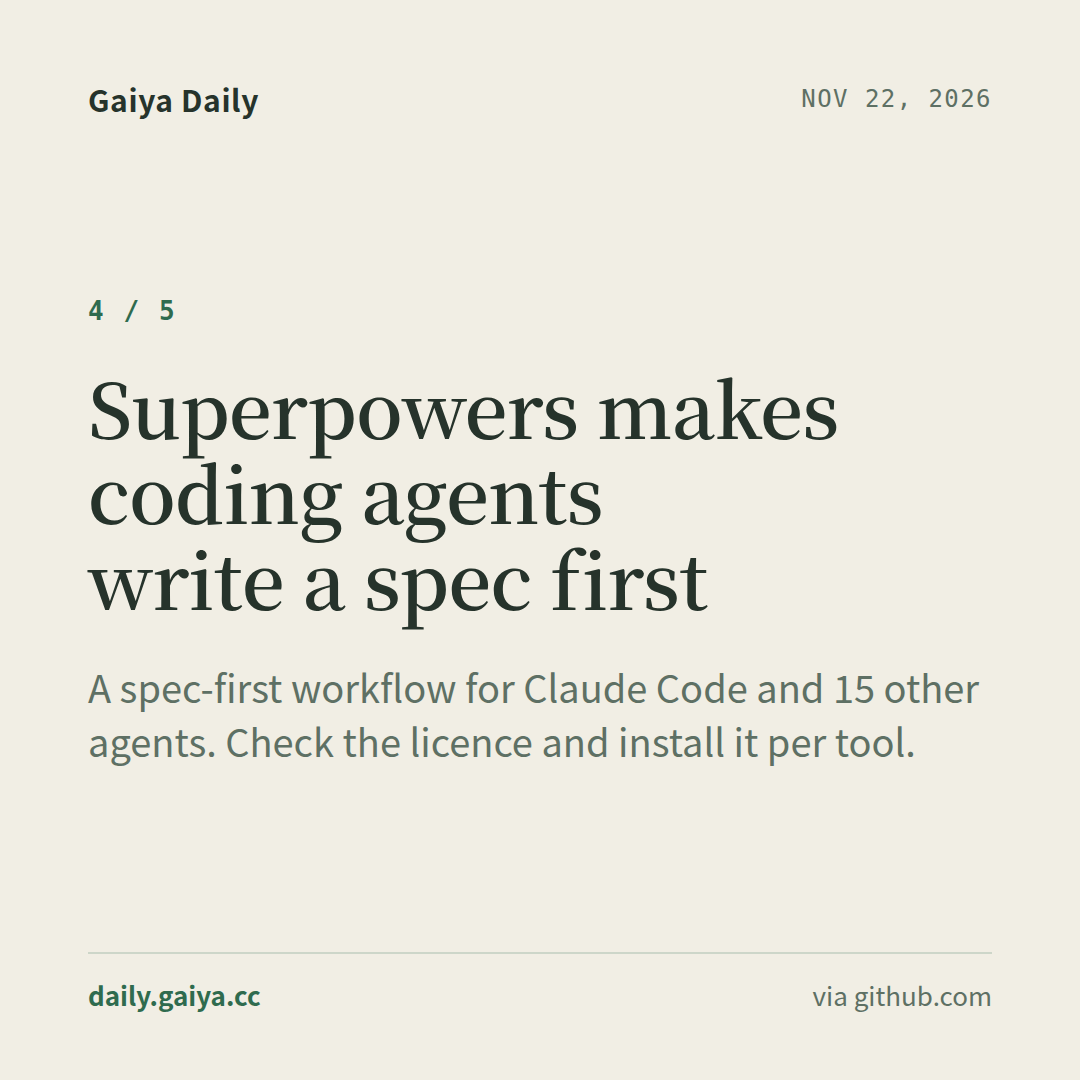 Gaiya Daily
NOV 22, 2026
4 / 5
Superpowers makes
coding agents
write a spec first
A spec-first workflow for Claude Code and 15 other
agents. Check the licence and install it per tool.
daily.gaiya.cc
via github.com